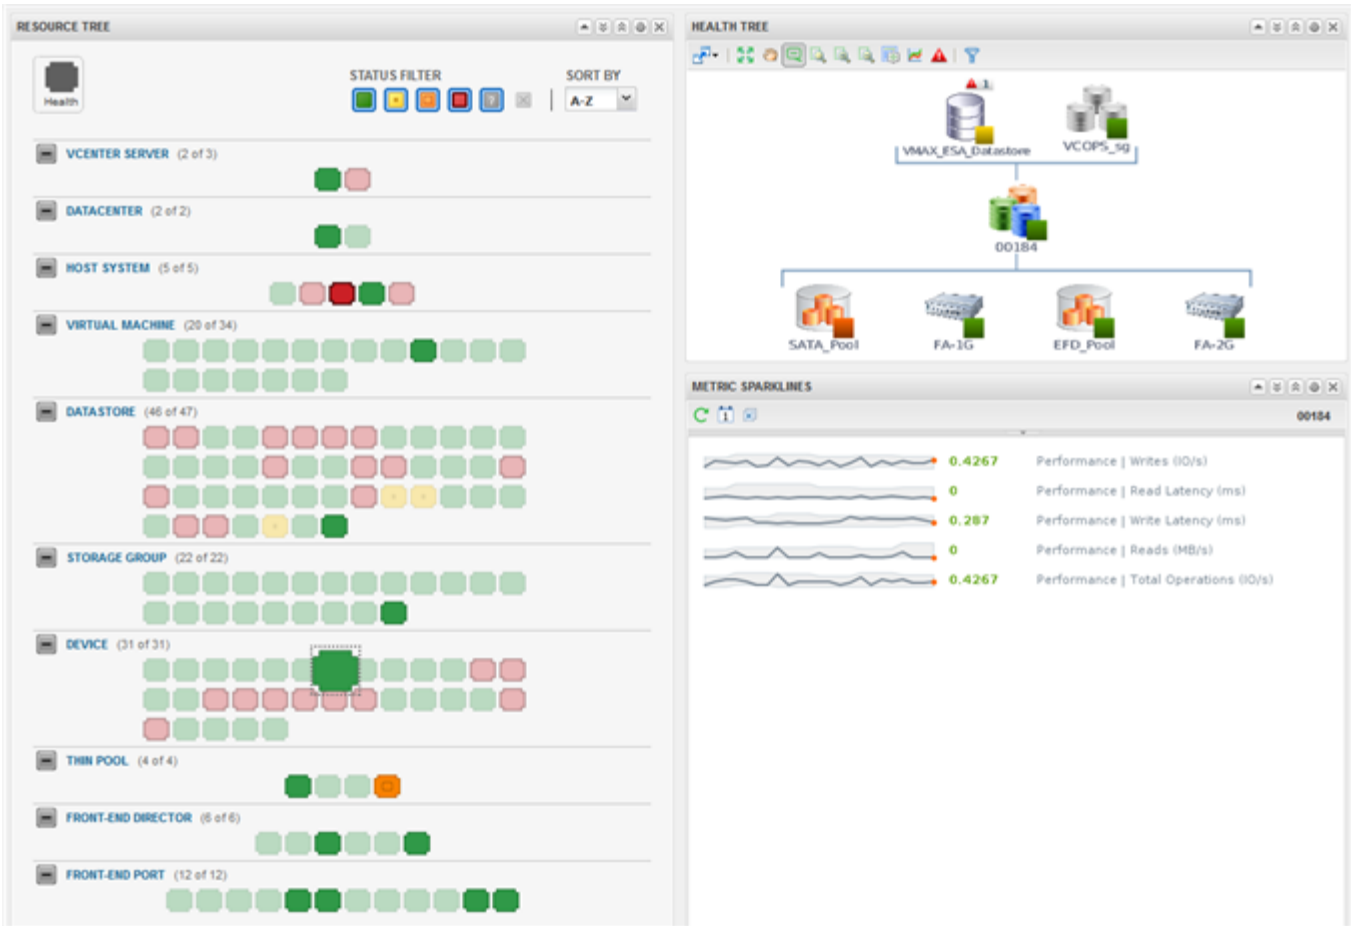 RESOURCE TREE
Health
STATUS FILTER
SORT BY
A-Z
VCENTER SERVER (2 of 3)
DATACENTER (2 of 2)
HOST SYSTEM (5 of 5)
VIRTUAL MACHINE (20 of 34)
DATASTORE (46 of 47)
STORAGE GROUP (22 of 22)
DEVICE (31 of 31)
THIN POOL (4 of 4)
FRONT-END DIRECTOR (6 of 6)
FRONT-END PORT (12 of 12)
HEALTH TREE
1
VMAX_ESA_Datastore
VCOPS_sg
00184
SATA_Pool
FA-1G
EFD_Pool
FA-2G
METRIC SPARKLINES
1
00184
0.4267 Performance | Writes (IO/s)
0 Performance | Read Latency (ms)
0.287 Performance | Write Latency (ms)
0 Performance | Reads (MB/s)
0.4267 Performance | Total Operations (IO/s)